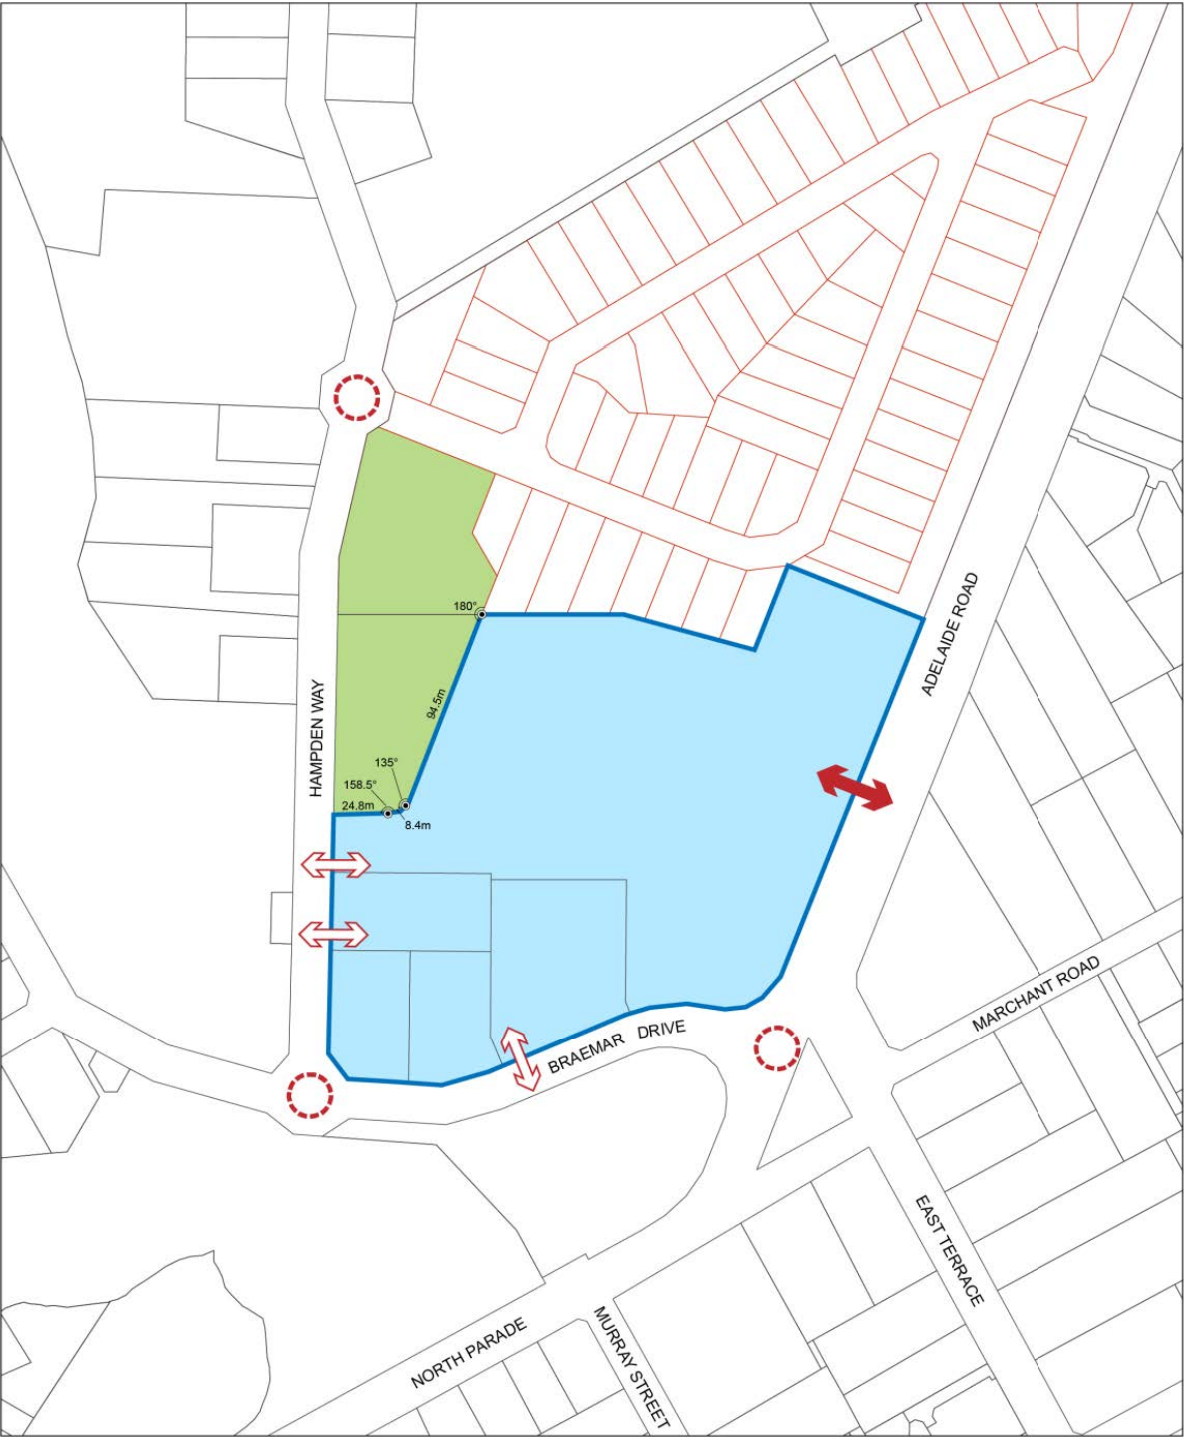 ADELAIDE ROAD
180°
94.5m
HAMPDEN WAY
135°
158.5°
24.8m
8.4m
MARCHANT ROAD
BRAEMAR DRIVE
EAST TERRACE
NORTH PARADE
MURRAY STREET